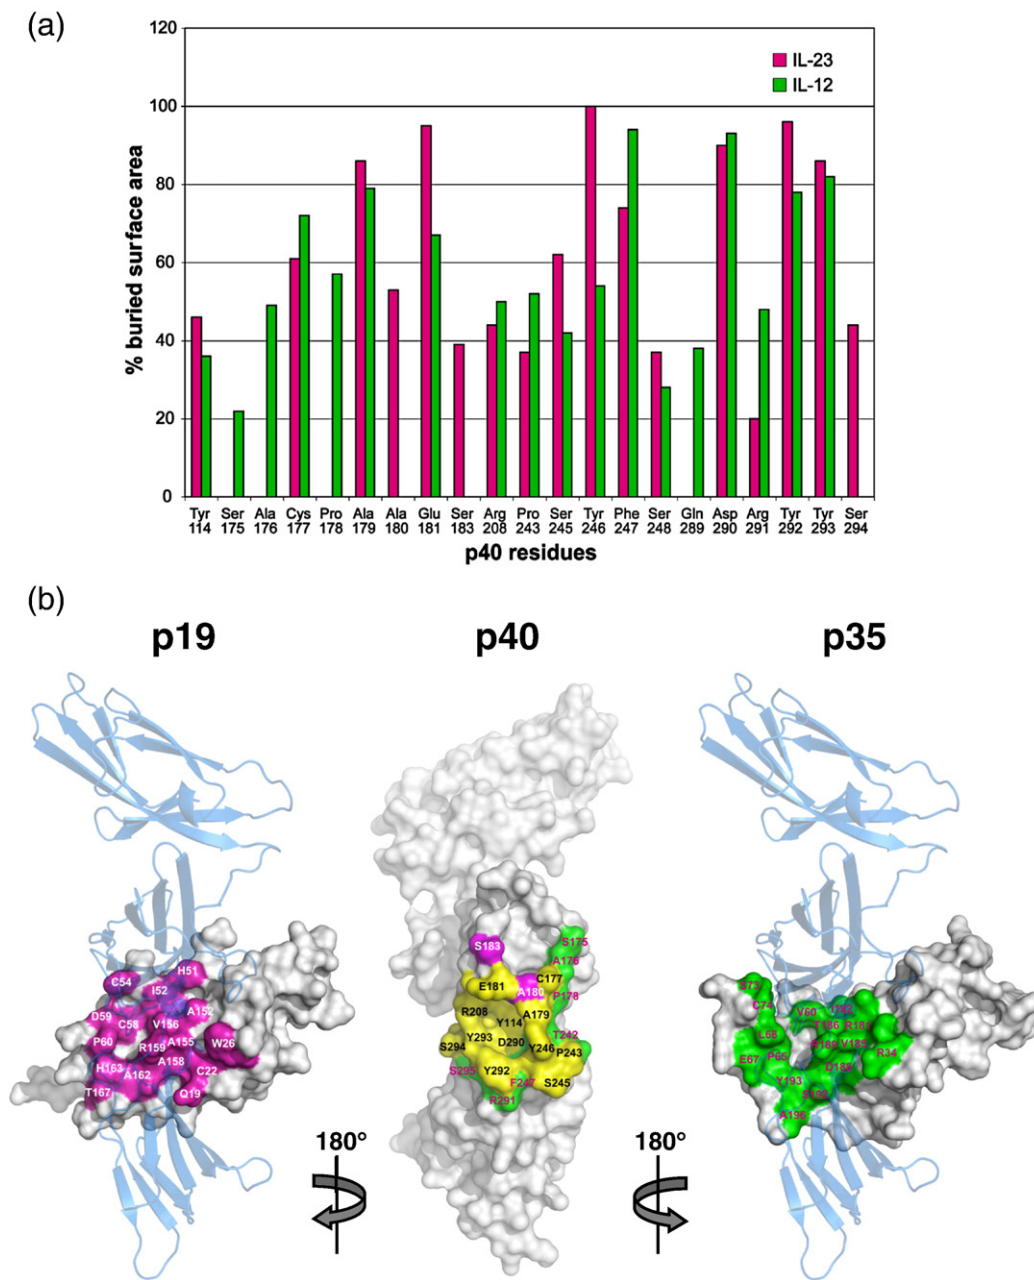 (a)
120
100
80
60
40
20
0
% buried surface area
IL-23
IL-12
Tyr Ser Ala Cys Pro Ala Ala Glu Ser Arg Pro Ser Tyr Phe Ser Gln Asp Arg Tyr Tyr Ser
114 175 176 177 178 179 180 181 183 208 243 245 246 247 248 289 290 291 292 293 294
p40 residues
(b)
p19 p40 p35
C54 H51
I52
D59 C58 V156 A152
P60 R159 A155 W26
H163 A162 A158 C22
T167 Q19
S183 S175
A176
E181 A180 C177
P178
R208 Y114 A179
T242
S294 Y293 D290 Y246 P243
S295 Y292 F247 S245
R291
S73
C74 V60
L68 T186 R181
E67 P65 R189 V185 R34
Y193
A196
180° 180°